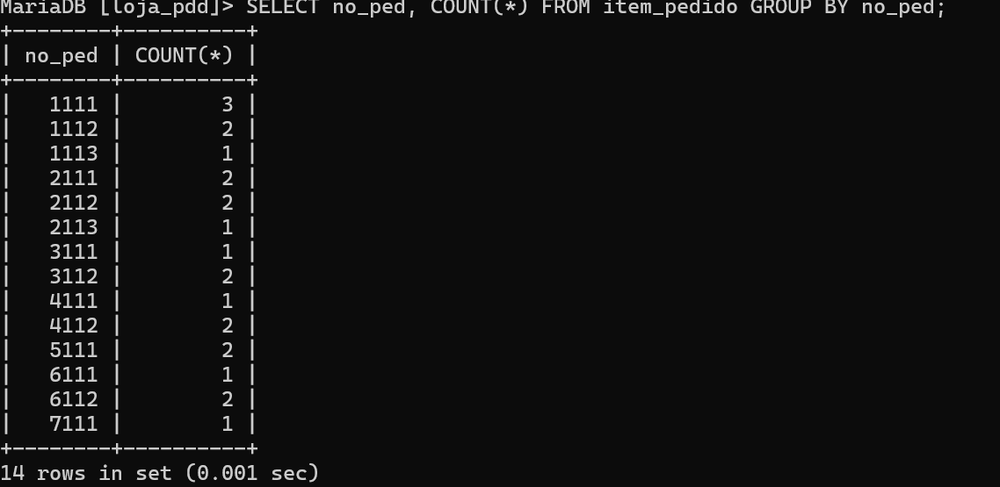 MariaDB [loja_pdd]> SELECT no_ped, COUNT(*) FROM item_pedido GROUP BY no_ped;
+--------+----------+
| no_ped | COUNT(*) |
+--------+----------+
|   1111 |        3 |
|   1112 |        2 |
|   1113 |        1 |
|   2111 |        2 |
|   2112 |        2 |
|   2113 |        1 |
|   3111 |        1 |
|   3112 |        2 |
|   4111 |        1 |
|   4112 |        2 |
|   5111 |        2 |
|   6111 |        1 |
|   6112 |        2 |
|   7111 |        1 |
+--------+----------+
14 rows in set (0.001 sec)